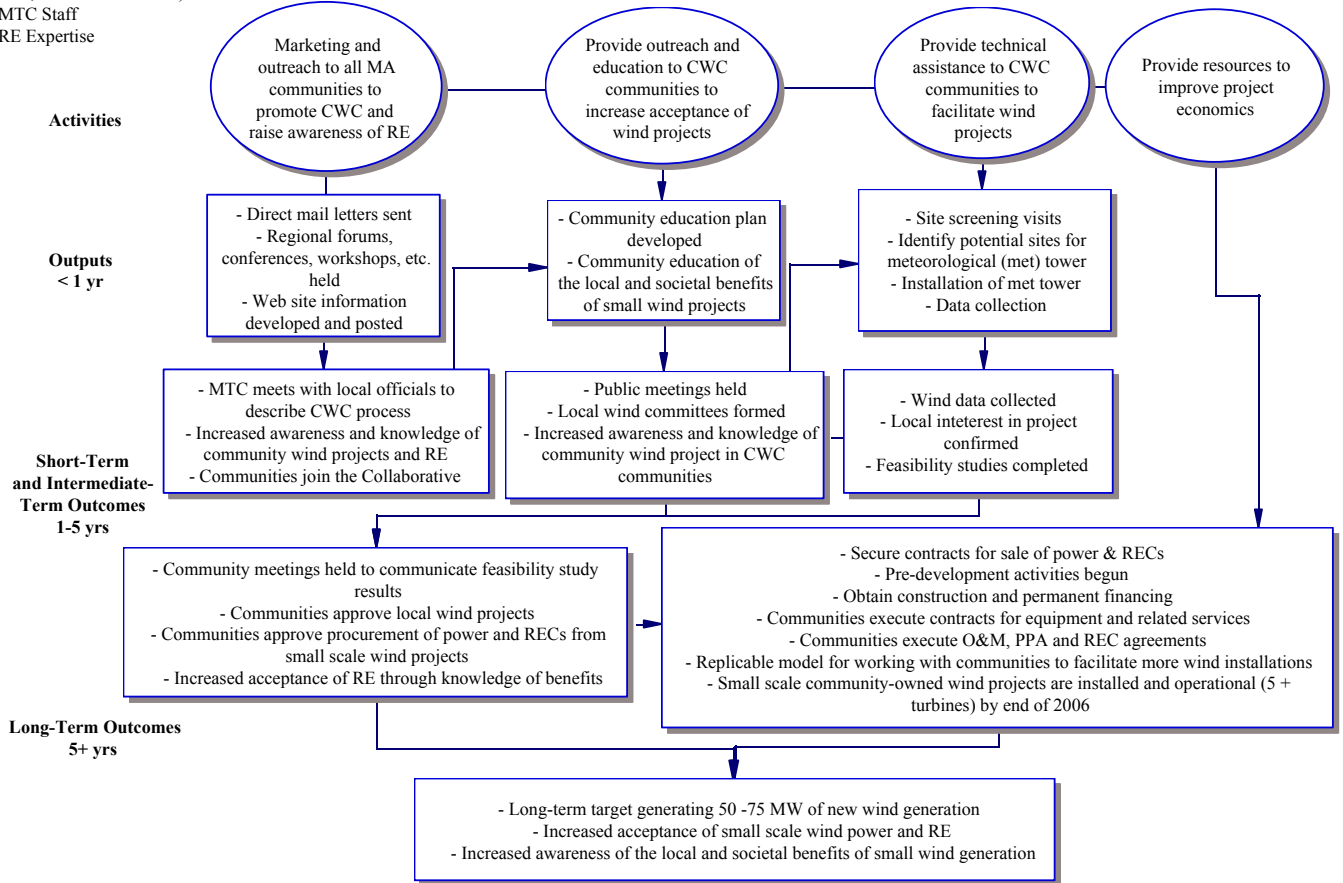 MTC Staff
RE Expertise
Activities
Marketing and
outreach to all MA
communities to
promote CWC and
raise awareness of RE
Provide outreach and
education to CWC
communities to
increase acceptance of
wind projects
Provide technical
assistance to CWC
communities to
facilitate wind
projects
Provide resources to
improve project
economics
Outputs
< 1 yr
- Direct mail letters sent
- Regional forums,
conferences, workshops, etc.
held
- Web site information
developed and posted
- Community education plan
developed
- Community education of
the local and societal benefits
of small wind projects
- Site screening visits
- Identify potential sites for
meteorological (met) tower
- Installation of met tower
- Data collection
Short-Term
and Intermediate-
Term Outcomes
1-5 yrs
- MTC meets with local officials to
describe CWC process
- Increased awareness and knowledge of
community wind projects and RE
- Communities join the Collaborative
- Public meetings held
- Local wind committees formed
- Increased awareness and knowledge of
community wind project in CWC
communities
- Wind data collected
- Local inteterest in project
confirmed
- Feasibility studies completed
- Community meetings held to communicate feasibility study
results
- Communities approve local wind projects
- Communities approve procurement of power and RECs from
small scale wind projects
- Increased acceptance of RE through knowledge of benefits
- Secure contracts for sale of power & RECs
- Pre-development activities begun
- Obtain construction and permanent financing
- Communities execute contracts for equipment and related services
- Communities execute O&M, PPA and REC agreements
- Replicable model for working with communities to facilitate more wind installations
- Small scale community-owned wind projects are installed and operational (5 +
turbines) by end of 2006
Long-Term Outcomes
5+ yrs
- Long-term target generating 50 -75 MW of new wind generation
- Increased acceptance of small scale wind power and RE
- Increased awareness of the local and societal benefits of small wind generation